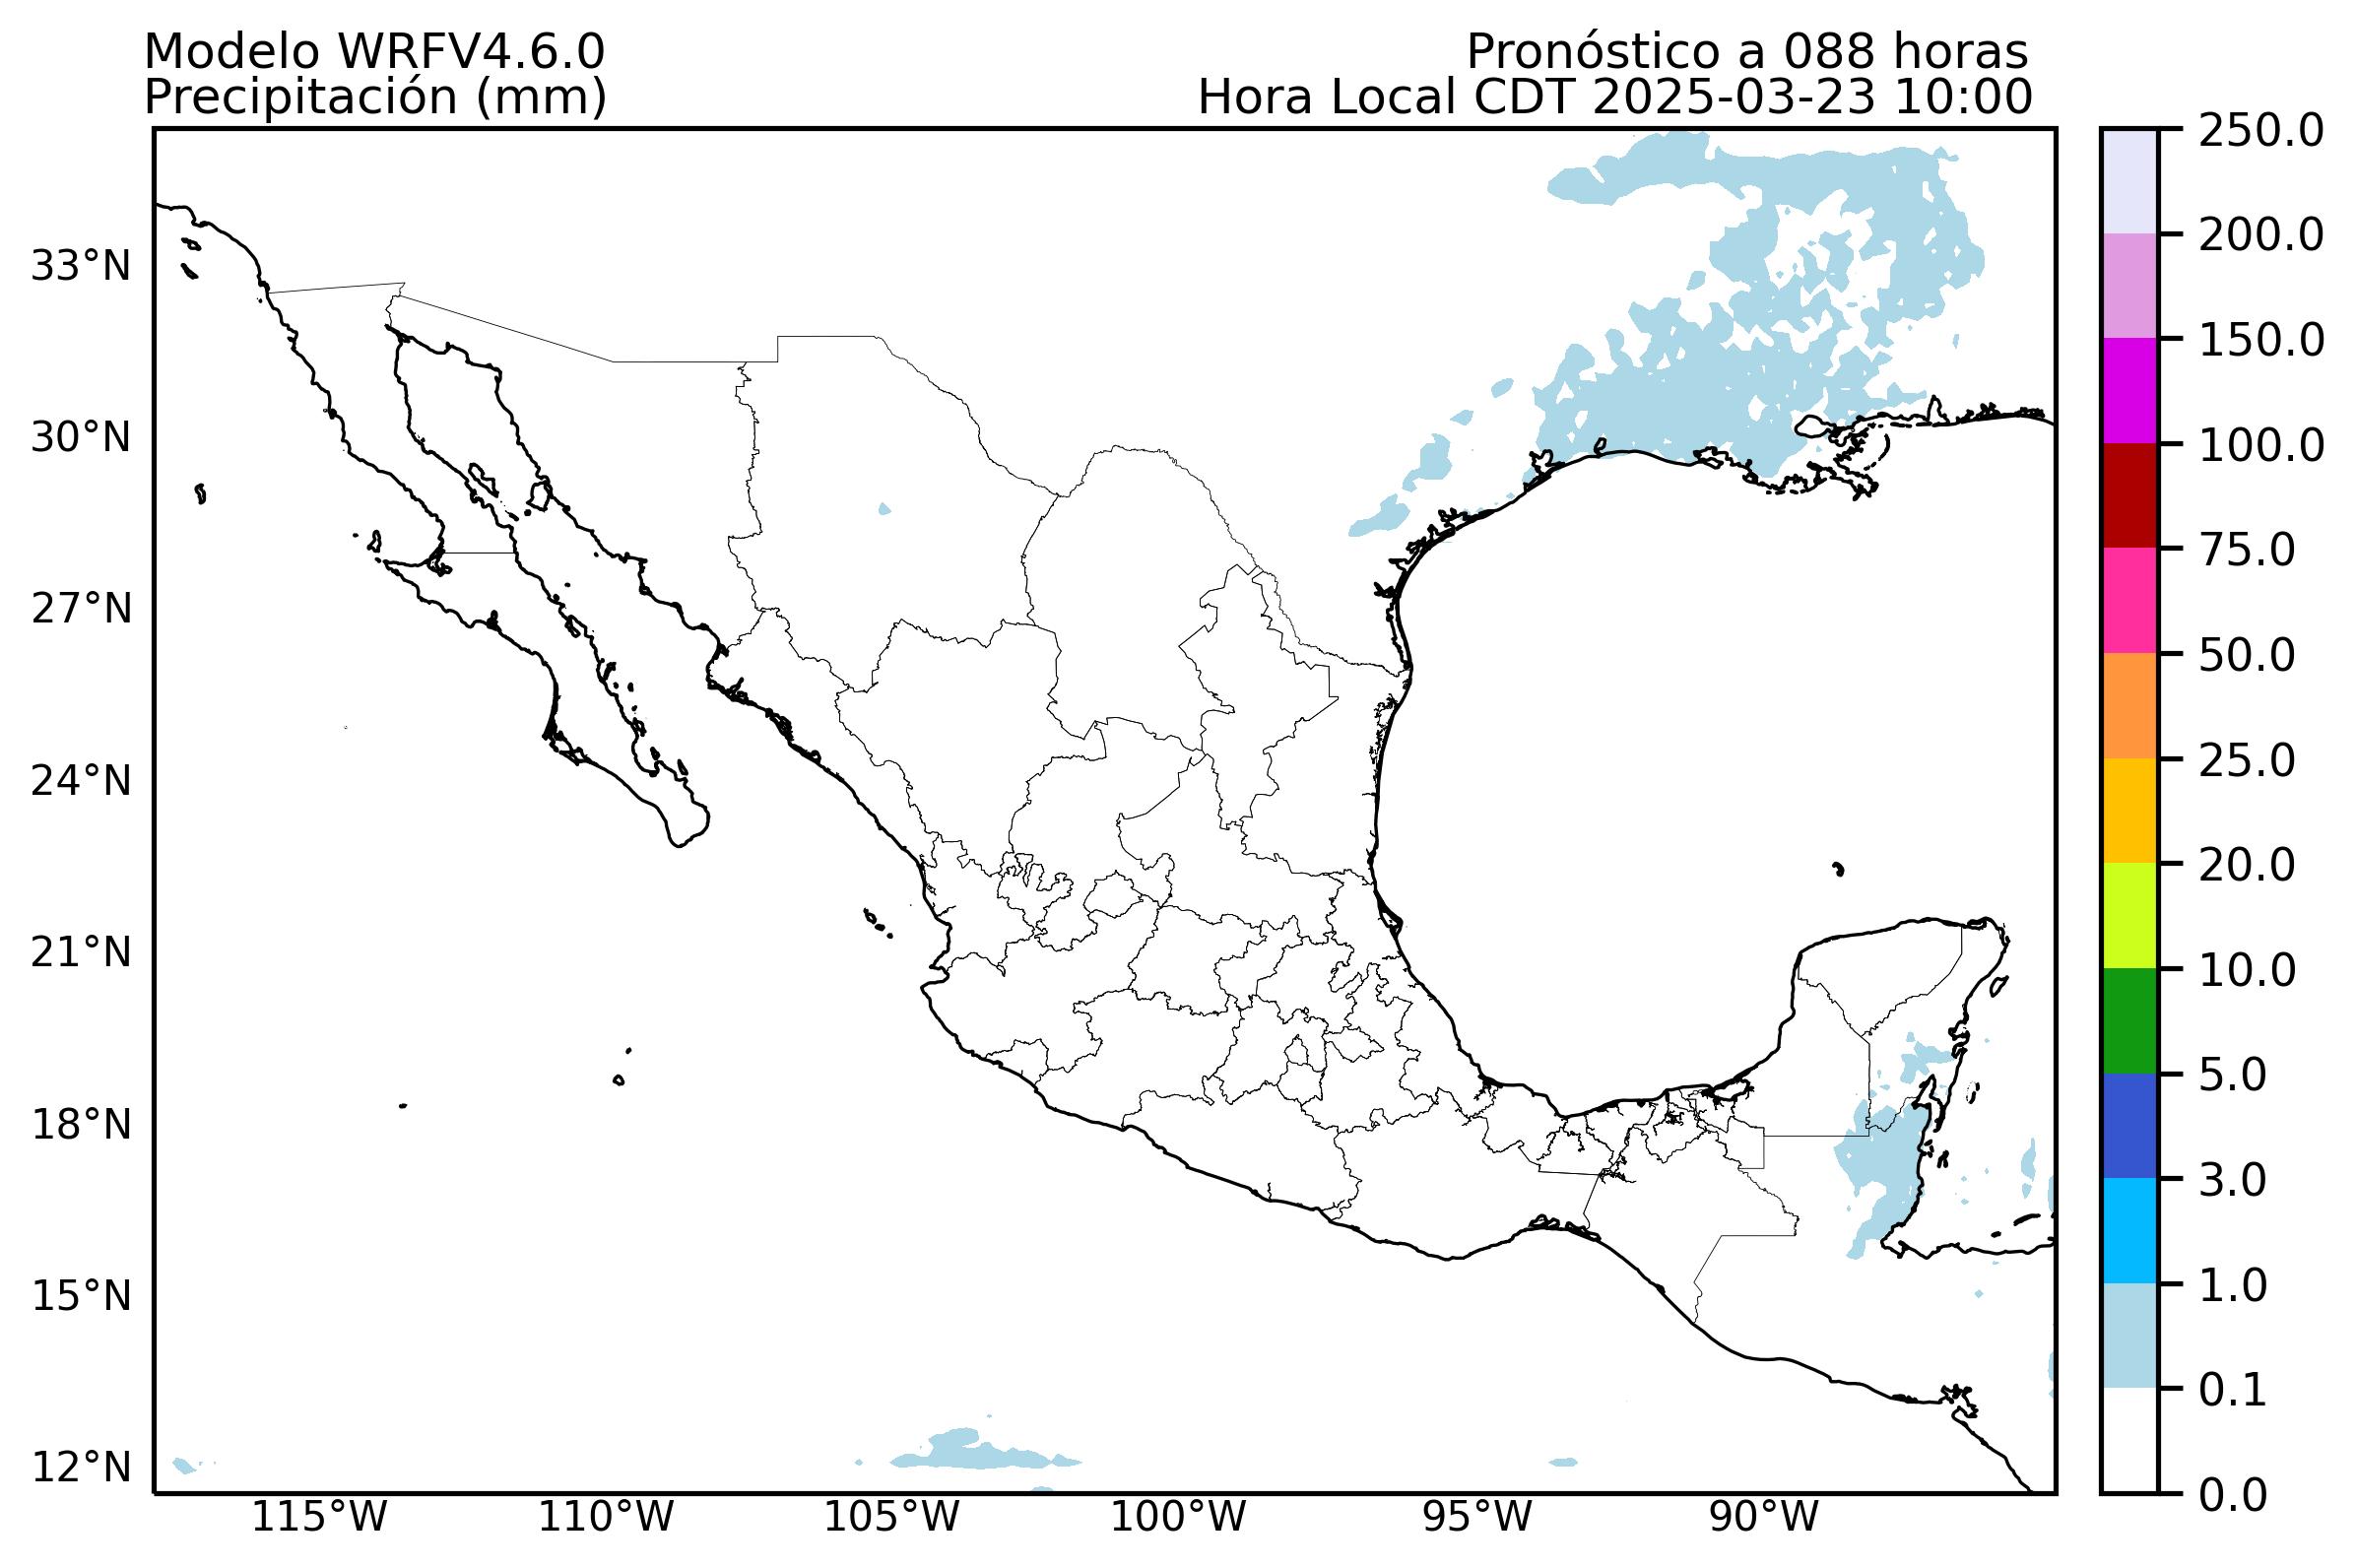 Modelo WRFV4.6.0
Precipitación (mm)
Pronóstico a 088 horas
Hora Local CDT 2025-03-23 10:00
33°N
30°N
27°N
24°N
21°N
18°N
15°N
12°N
115°W
110°W
105°W
100°W
95°W
90°W
250.0
200.0
150.0
100.0
75.0
50.0
25.0
20.0
10.0
5.0
3.0
1.0
0.1
0.0